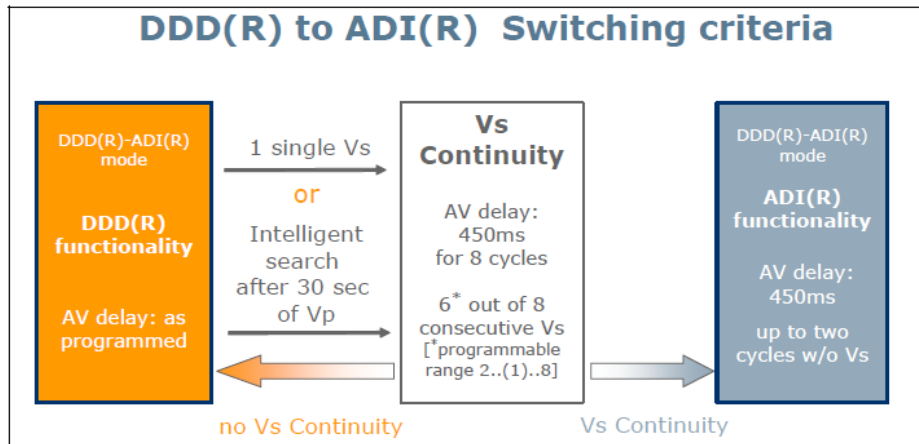 DDD(R) to ADI(R) Switching criteria
DDD(R)-ADI(R)
mode
DDD(R)
functionality
AV delay: as
programmed
1 single Vs
or
Intelligent
search
after 30 sec
of Vp
Vs
Continuity
AV delay:
450ms
for 8 cycles
6* out of 8
consecutive Vs
[*programmable
range 2..(1)..8]
DDD(R)-ADI(R)
mode
ADI(R)
functionality
AV delay:
450ms
up to two
cycles w/o Vs
no Vs Continuity
Vs Continuity